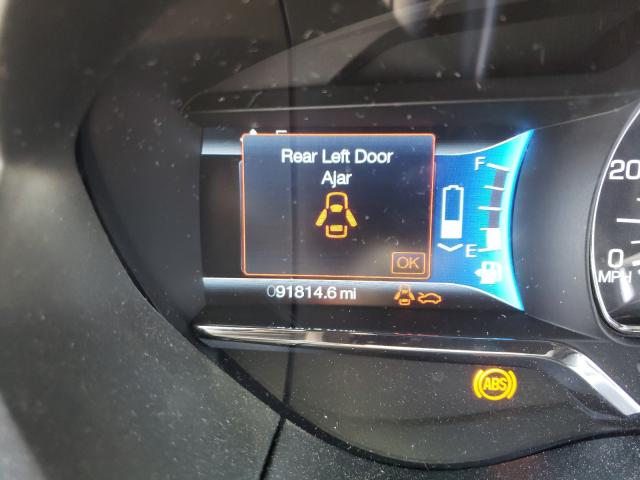 Rear Left Door
Ajar
F
E
OK
091814.6 mi
20
0
MPH
ABS